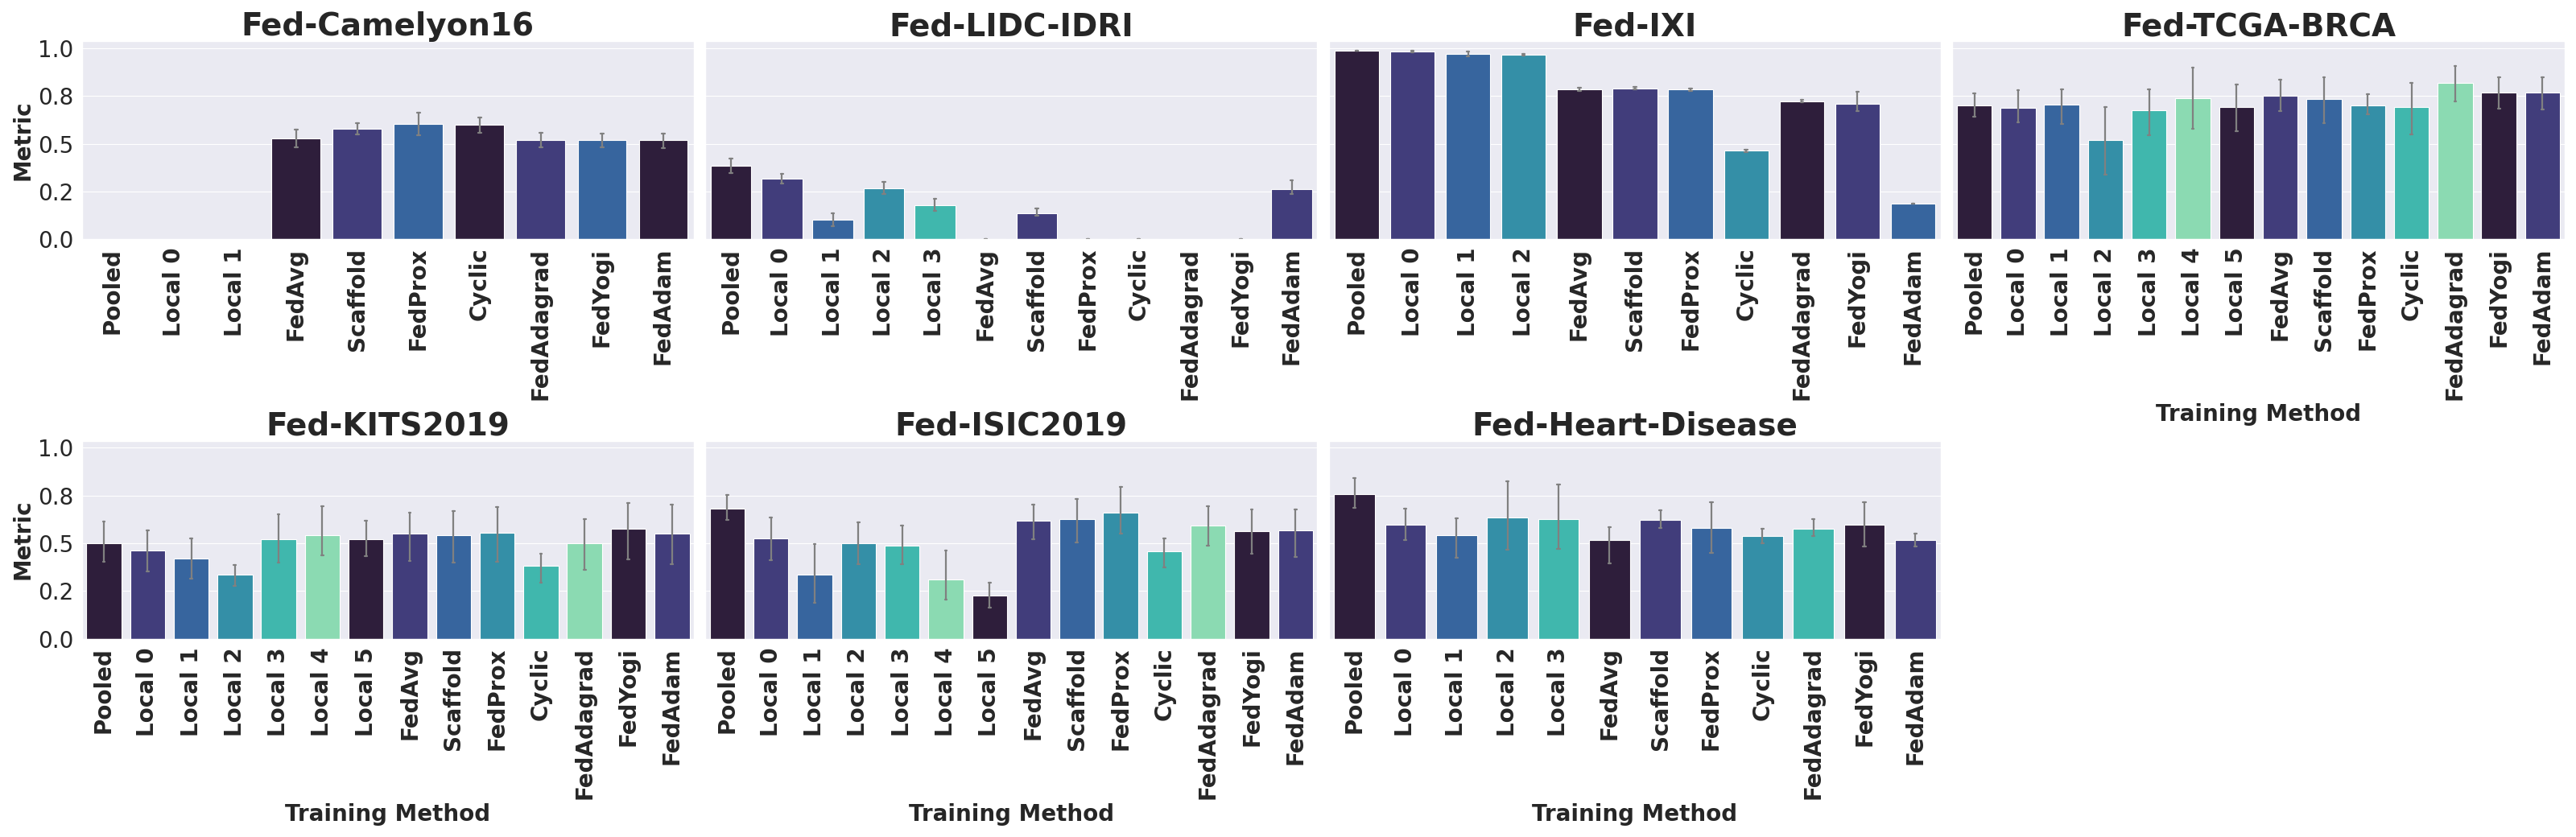 Fed-Camelyon16
Metric
1.0
0.8
0.5
0.2
0.0
Pooled
Local 0
Local 1
FedAvg
Scaffold
FedProx
Cyclic
FedAdagrad
FedYogi
FedAdam
Fed-LIDC-IDRI
Pooled
Local 0
Local 1
Local 2
Local 3
FedAvg
Scaffold
FedProx
Cyclic
FedAdagrad
FedYogi
FedAdam
Fed-IXI
Pooled
Local 0
Local 1
Local 2
FedAvg
Scaffold
FedProx
Cyclic
FedAdagrad
FedYogi
FedAdam
Fed-TCGA-BRCA
Pooled
Local 0
Local 1
Local 2
Local 3
Local 4
Local 5
FedAvg
Scaffold
FedProx
Cyclic
FedAdagrad
FedYogi
FedAdam
Training Method
Fed-KITS2019
Metric
1.0
0.8
0.5
0.2
0.0
Pooled
Local 0
Local 1
Local 2
Local 3
Local 4
Local 5
FedAvg
Scaffold
FedProx
Cyclic
FedAdagrad
FedYogi
FedAdam
Training Method
Fed-ISIC2019
Pooled
Local 0
Local 1
Local 2
Local 3
Local 4
Local 5
FedAvg
Scaffold
FedProx
Cyclic
FedAdagrad
FedYogi
FedAdam
Training Method
Fed-Heart-Disease
Pooled
Local 0
Local 1
Local 2
Local 3
FedAvg
Scaffold
FedProx
Cyclic
FedAdagrad
FedYogi
FedAdam
Training Method